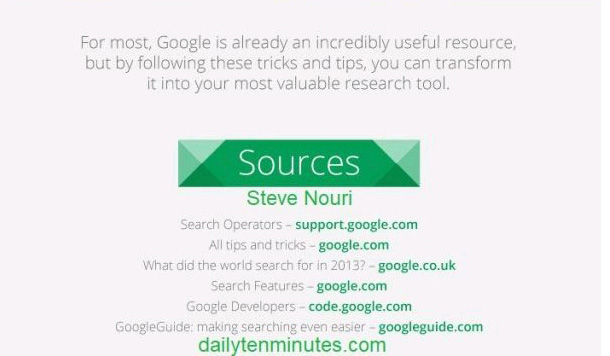 For most, Google is already an incredibly useful resource,
but by following these tricks and tips, you can transform
it into your most valuable research tool.
Sources
Steve Nouri
Search Operators – support.google.com
All tips and tricks – google.com
What did the world search for in 2013? – google.co.uk
Search Features – google.com
Google Developers – code.google.com
GoogleGuide: making searching even easier – googleguide.com
dailytenminutes.com